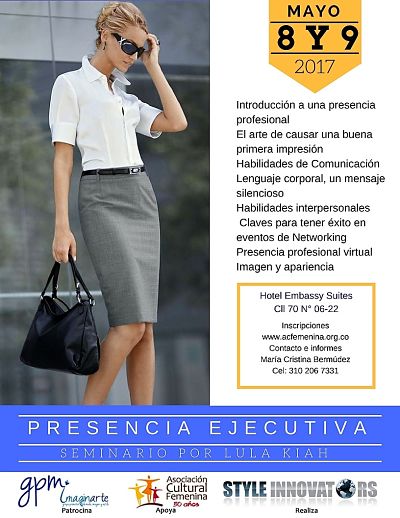 MAYO
8 Y 9
2017
Introducción a una presencia
profesional
El arte de causar una buena
primera impresión
Habilidades de Comunicación
Lenguaje corporal, un mensaje
silencioso
Habilidades interpersonales
Claves para tener éxito en
eventos de Networking
Presencia profesional virtual
Imagen y apariencia
Hotel Embassy Suites
Cll 70 N° 06-22
Inscripciones
www.acfemenina.org.co
Contacto e informes
María Cristina Bermúdez
Cel: 310 206 7331
PRESENCIA EJECUTIVA
SEMINARIO POR LULA KIAH
gpm
Imaginarte
Patrocina
Asociación
Cultural
Femenina
50 años
Apoya
STYLE INNOVATORS
Realiza